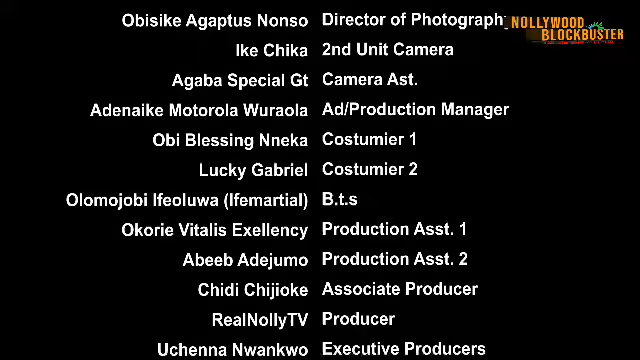 Obisike Agaptus Nonso Director of Photography
NOLLYWOOD
BLOCKBUSTER
Ike Chika 2nd Unit Camera
Agaba Special Gt Camera Ast.
Adenaike Motorola Wuraola Ad/Production Manager
Obi Blessing Nneka Costumier 1
Lucky Gabriel Costumier 2
Olomojobi Ifeoluwa (Ifemartial) B.t.s
Okorie Vitalis Exellency Production Asst. 1
Abeeb Adejumo Production Asst. 2
Chidi Chijioke Associate Producer
RealNollyTV Producer
Uchenna Nwankwo Executive Producers